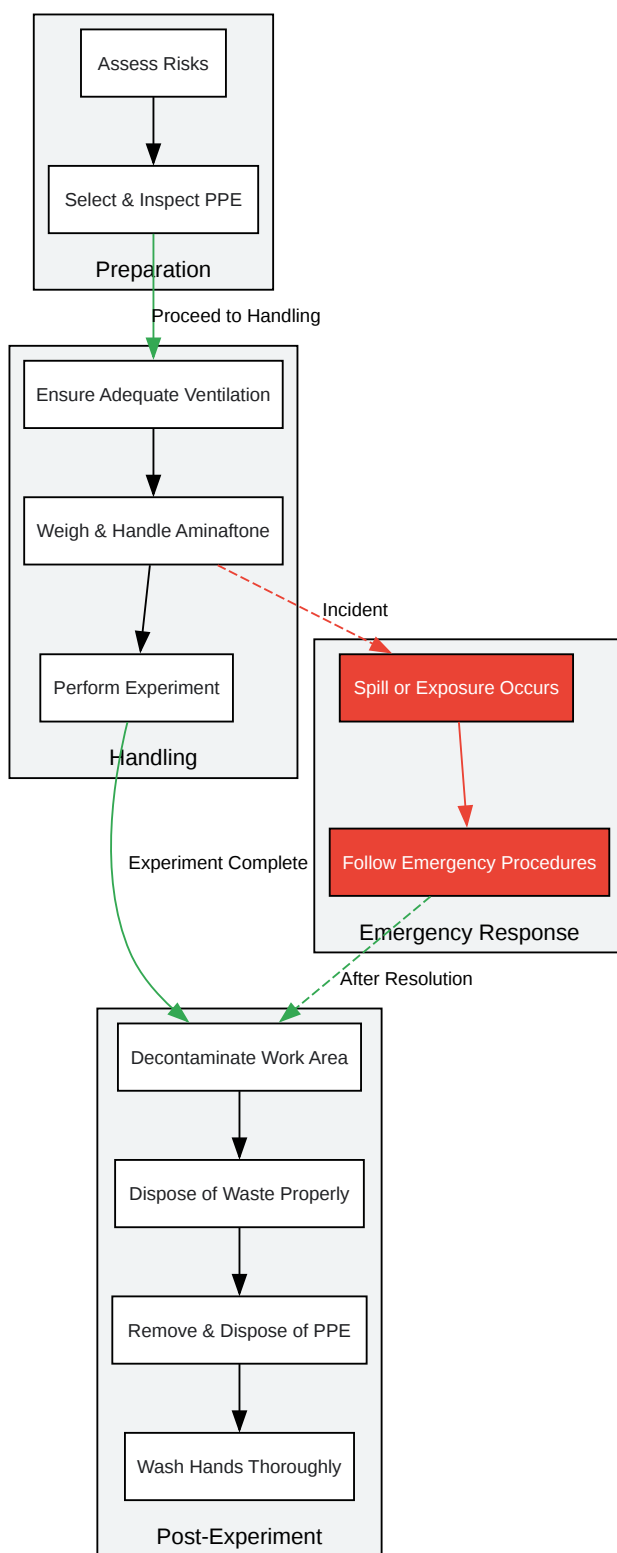 Assess Risks
Select & Inspect PPE
Preparation
Proceed to Handling
Ensure Adequate Ventilation
Weigh & Handle Aminaftone
Incident
Perform Experiment
Spill or Exposure Occurs
Handling
Experiment Complete
Follow Emergency Procedures
Emergency Response
After Resolution
Decontaminate Work Area
Dispose of Waste Properly
Remove & Dispose of PPE
Wash Hands Thoroughly
Post-Experiment